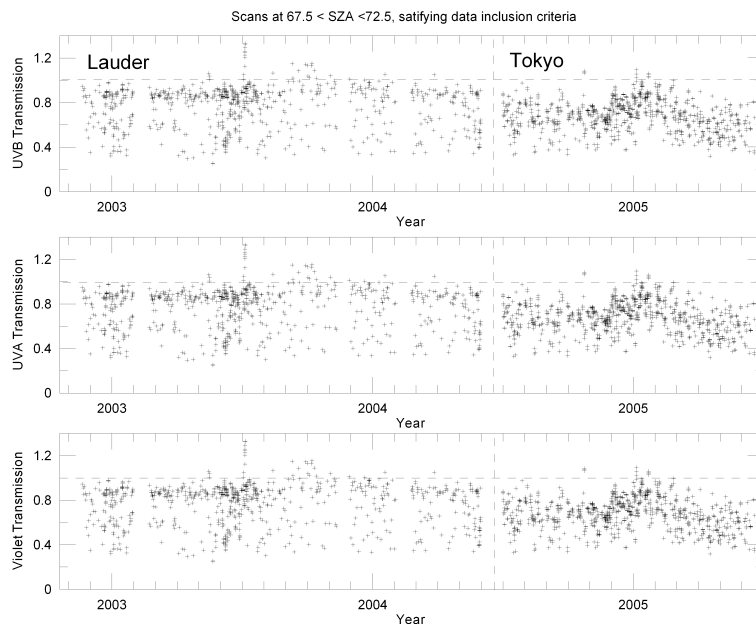 Scans at 67.5 < SZA <72.5, satifying data inclusion criteria
Lauder
Tokyo
UVB Transmission
1.2
0.8
0.4
0
2003
2004
2005
Year
UVA Transmission
1.2
0.8
0.4
0
2003
2004
2005
Year
Violet Transmission
1.2
0.8
0.4
0
2003
2004
2005
Year